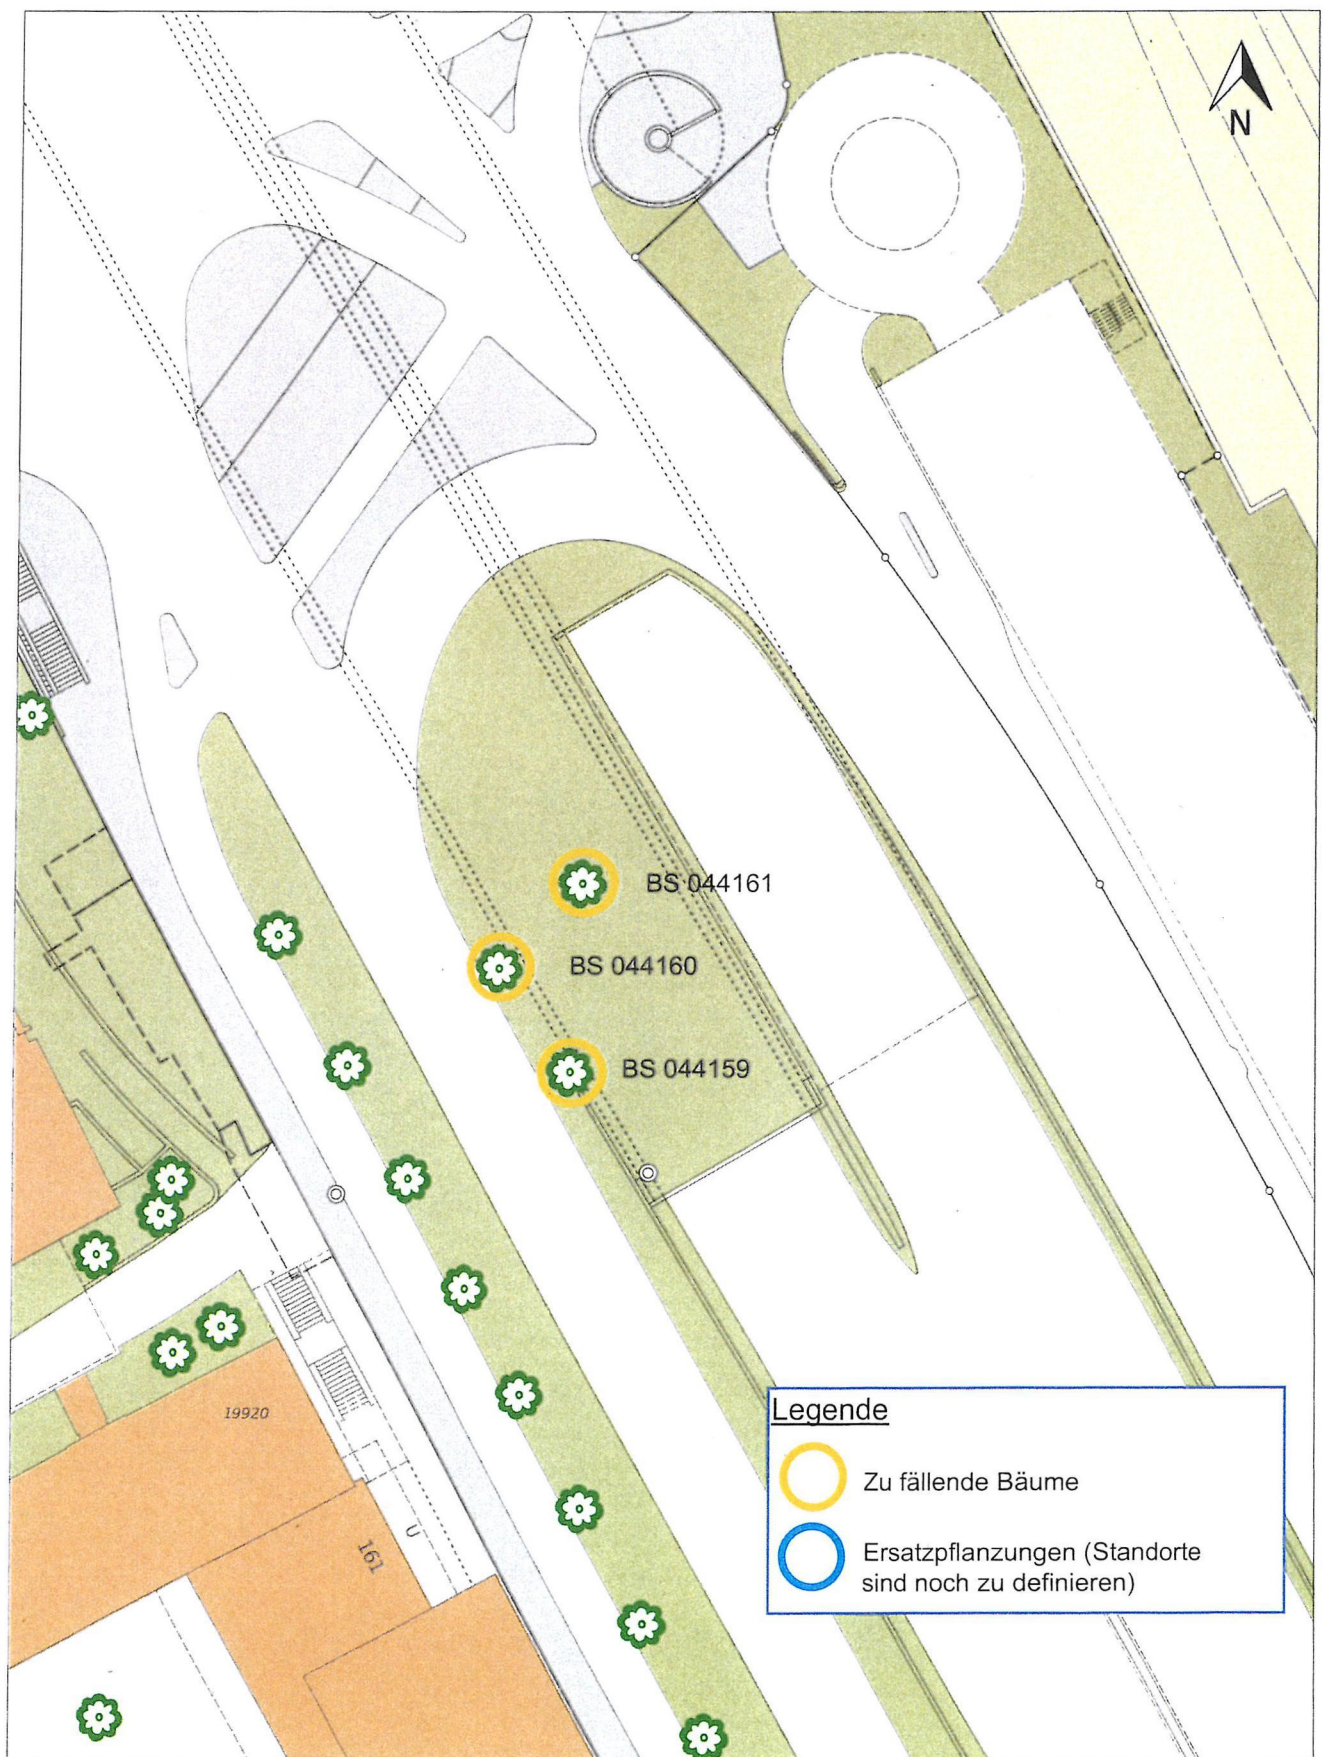 N
BS 044161
BS 044160
BS 044159
19920
161
U
Legende
Zu fällende Bäume
Ersatzpflanzungen (Standorte
sind noch zu definieren)